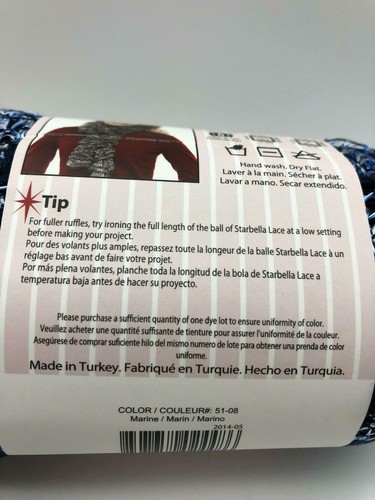 Hand wash. Dry Flat.
Laver à la main. Sécher à plat.
Lavar a mano. Secar extendido.
Tip
For fuller ruffles, try ironing the full length of the ball of Starbella Lace at a low setting
before making your project.
Pour des volants plus amples, repassez toute la longeur de la balle Starbella Lace à un
réglage bas avant de faire votre projet.
Por más plena volantes, planche toda la longitud de la bola de Starbella Lace a
temperatura baja antes de hacer su proyecto.
Please purchase a sufficient quantity of one dye lot to ensure uniformity of color.
Veuillez acheter une quantité suffisante de tienture pour assurer l'uniformité de la couleur.
Asegúrese de comprar suficiente hilo del mismo numero de lote para obtener una prenda de color
uniforme.
Made in Turkey. Fabriqué en Turquie. Hecho en Turquia.
COLOR / COULEUR#: 51-08
Marine / Marin / Marino
2014-05